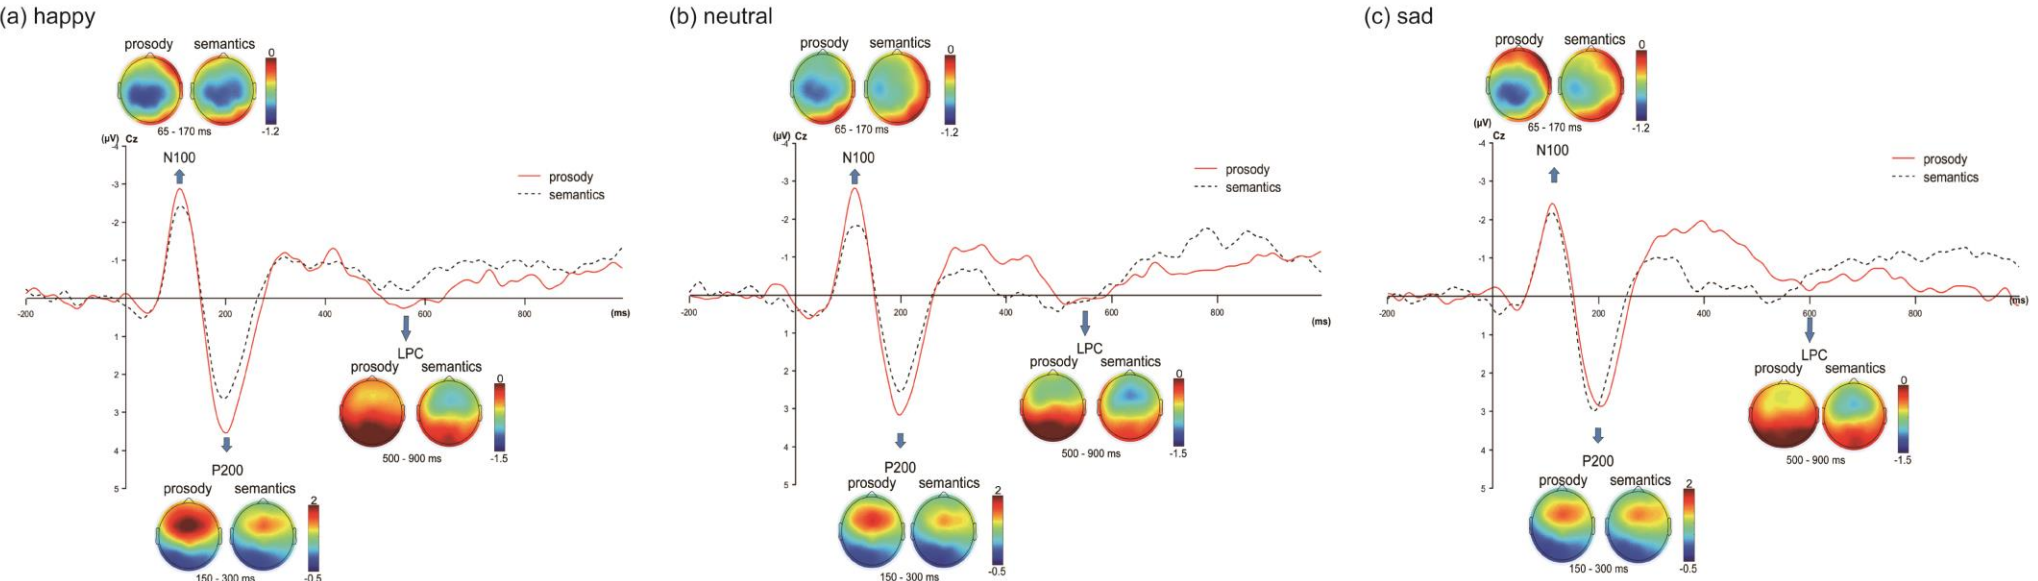 (a) happy
prosody semantics
0
-1.2
65 - 170 ms
(µV) Cz
-4
N100
-3
-2
-1
prosody
semantics
-200 200 400 600 800 (ms)
1
2
3
4
5
LPC
prosody semantics
0
-1.5
500 - 900 ms
P200
prosody semantics
2
-0.5
150 - 300 ms
(b) neutral
prosody semantics
0
-1.2
65 - 170 ms
(µV) Cz
-4
N100
-3
-2
-1
prosody
semantics
-200 200 400 600 800
(ms)
1
2
3
4
5
LPC
prosody semantics
0
-1.5
500 - 900 ms
P200
prosody semantics
2
-0.5
150 - 300 ms
(c) sad
prosody semantics
0
-1.2
65 - 170 ms
(µV)
Cz
-4
N100
-3
-2
-1
prosody
semantics
-200 200 400 600 800 (ms)
1
2
3
4
5
LPC
prosody semantics
0
-1.5
500 - 900 ms
P200
prosody semantics
2
-0.5
150 - 300 ms